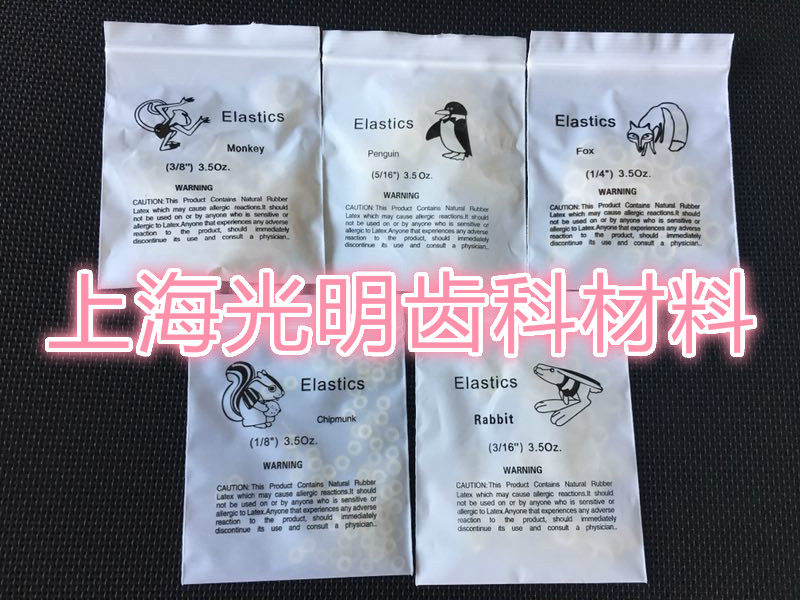 Elastics
Monkey
(3/8") 3.5Oz.
WARNING
CAUTION:This Product Contains Natural Rubber
Latex which may cause allergic reactions.It should
not be used on or by anyone who is sensitive or
allergic to Latex.Anyone that experiences any adverse
reaction to the product, should immediately
discontinue its use and consult a physician..
Elastics
Penguin
(5/16") 3.5Oz.
WARNING
CAUTION:This Product Contains Natural Rubber
Latex which may cause allergic reactions.It should
not be used on or by anyone who is sensitive or
allergic to Latex.Anyone that experiences any adverse
reaction to the product, should immediately
discontinue its use and consult a physician..
Elastics
Fox
(1/4") 3.5Oz.
WARNING
CAUTION:This Product Contains Natural Rubber
Latex which may cause allergic reactions.It should
not be used on or by anyone who is sensitive or
allergic to Latex.Anyone that experiences any adverse
reaction to the product, should immediately
discontinue its use and consult a physician..
上海光明齿科材料
Elastics
Chipmunk
(1/8") 3.5Oz.
WARNING
CAUTION:This Product Contains Natural Rubber
Latex which may cause allergic reactions.It should
not be used on or by anyone who is sensitive or
allergic to Latex.Anyone that experiences any adverse
reaction to the product, should immediately
discontinue its use and consult a physician..
Elastics
Rabbit
(3/16") 3.5Oz.
WARNING
CAUTION:This Product Contains Natural Rubber
Latex which may cause allergic reactions.It should
not be used on or by anyone who is sensitive or
allergic to Latex.Anyone that experiences any adverse
reaction to the product, should immediately
discontinue its use and consult a physician..